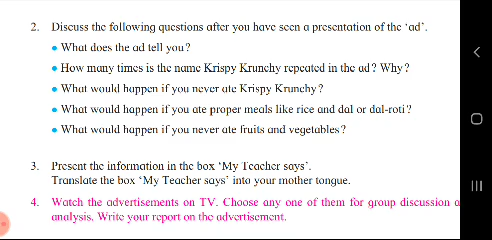 2. Discuss the following questions after you have seen a presentation of the ‘ad’.
• What does the ad tell you?
• How many times is the name Krispy Krunchy repeated in the ad? Why?
• What would happen if you never ate Krispy Krunchy?
• What would happen if you ate proper meals like rice and dal or dal-roti?
• What would happen if you never ate fruits and vegetables?
3. Present the information in the box ‘My Teacher says’.
Translate the box ‘My Teacher says’ into your mother tongue.
4. Watch the advertisements on TV. Choose any one of them for group discussion a
analysis. Write your report on the advertisement.